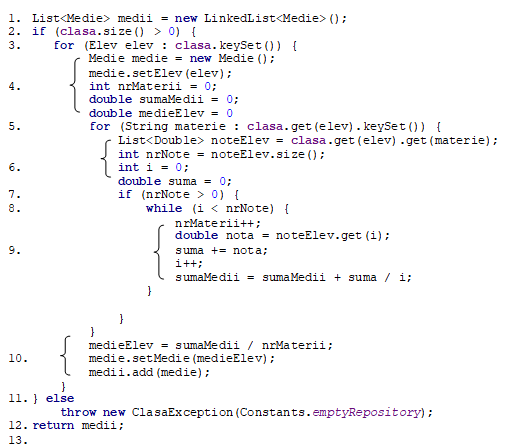 1. List<Medie> medii = new LinkedList<Medie>();
2. if (clasa.size() > 0) {
3. for (Elev elev : clasa.keySet()) {
Medie medie = new Medie();
medie.setElev(elev);
4. int nrMaterii = 0;
double sumaMedii = 0;
double medieElev = 0
5. for (String materie : clasa.get(elev).keySet()) {
List<Double> noteElev = clasa.get(elev).get(materie);
int nrNote = noteElev.size();
6. int i = 0;
double suma = 0;
7. if (nrNote > 0) {
8. while (i < nrNote) {
nrMaterii++;
double nota = noteElev.get(i);
9. suma += nota;
i++;
sumaMedii = sumaMedii + suma / i;
}
}
}
medieElev = sumaMedii / nrMaterii;
10. medie.setMedie(medieElev);
medii.add(medie);
}
11. } else
throw new ClasaException(Constants.emptyRepository);
12. return medii;
13.